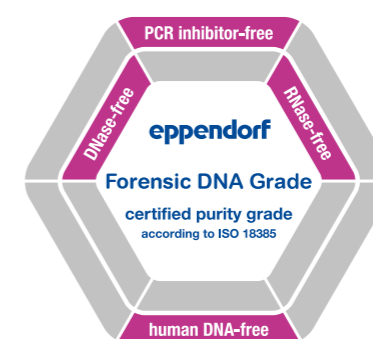 PCR inhibitor-free
DNase-free
RNase-free
eppendorf
Forensic DNA Grade
certified purity grade
according to ISO 18385
human DNA-free